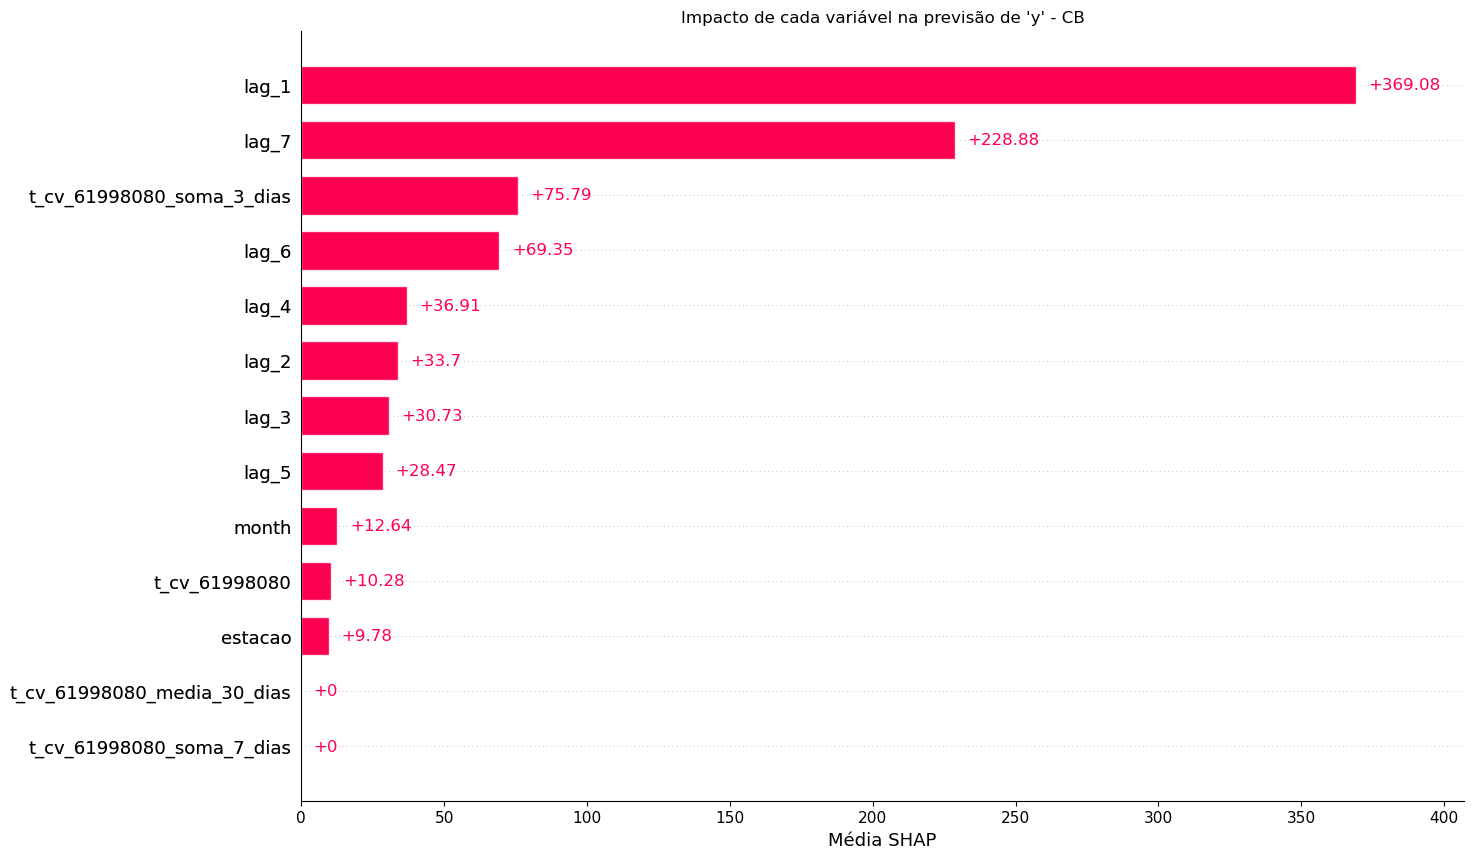 Impacto de cada variável na previsão de 'y' - CB
lag_1 +369.08
lag_7 +228.88
t_cv_61998080_soma_3_dias +75.79
lag_6 +69.35
lag_4 +36.91
lag_2 +33.7
lag_3 +30.73
lag_5 +28.47
month +12.64
t_cv_61998080 +10.28
estacao +9.78
t_cv_61998080_media_30_dias +0
t_cv_61998080_soma_7_dias +0
0 50 100 150 200 250 300 350 400
Média SHAP